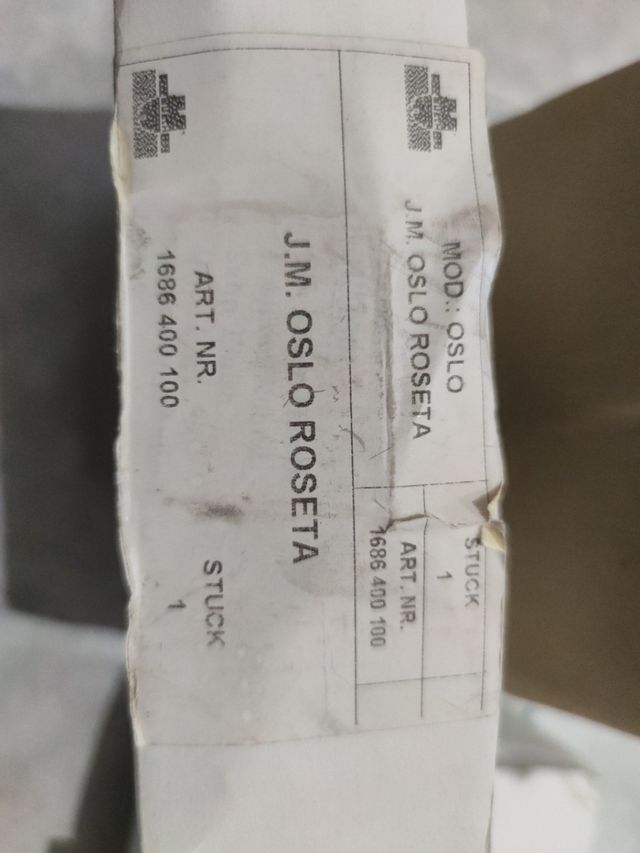 MOD.: OSLO
J.M. OSLO ROSETA
STUCK
1
ART. NR.
1686 400 100
J.M. OSLO ROSETA
ART. NR.
1686 400 100
STUCK
1